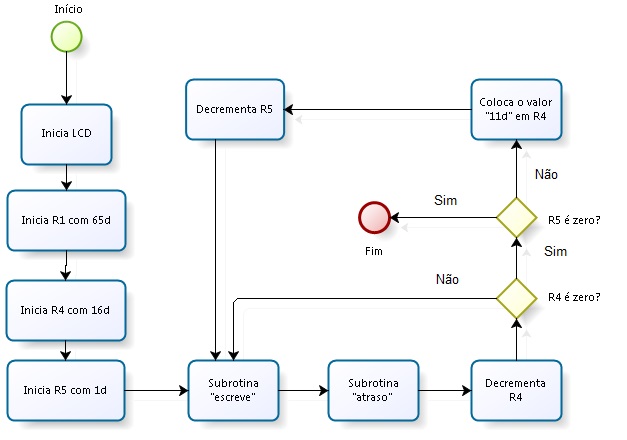 Início
Inicia LCD
Inicia R1 com 65d
Inicia R4 com 16d
Inicia R5 com 1d
Subrotina
"escreve"
Subrotina
"atraso"
Decrementa
R4
R4 é zero?
Não
Sim
R5 é zero?
Sim
Fim
Não
Coloca o valor
"11d" em R4
Decrementa R5